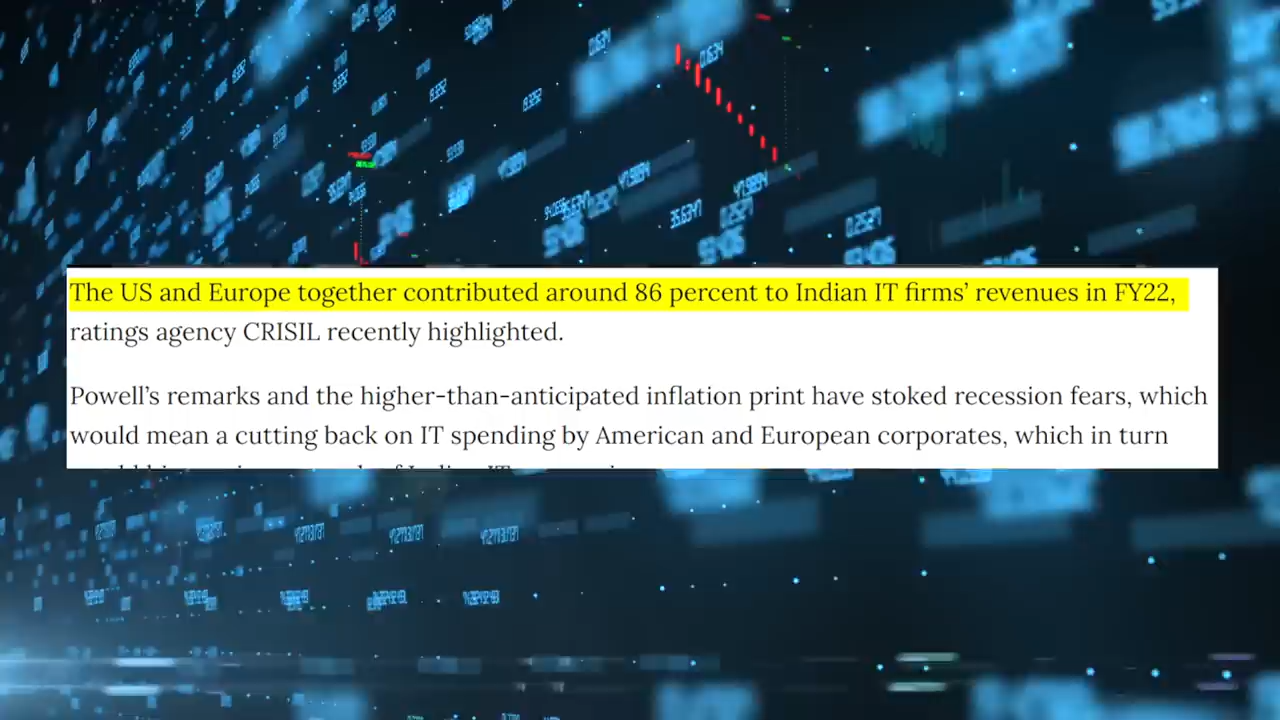 The US and Europe together contributed around 86 percent to Indian IT firms’ revenues in FY22,
ratings agency CRISIL recently highlighted.
Powell’s remarks and the higher-than-anticipated inflation print have stoked recession fears, which
would mean a cutting back on IT spending by American and European corporates, which in turn